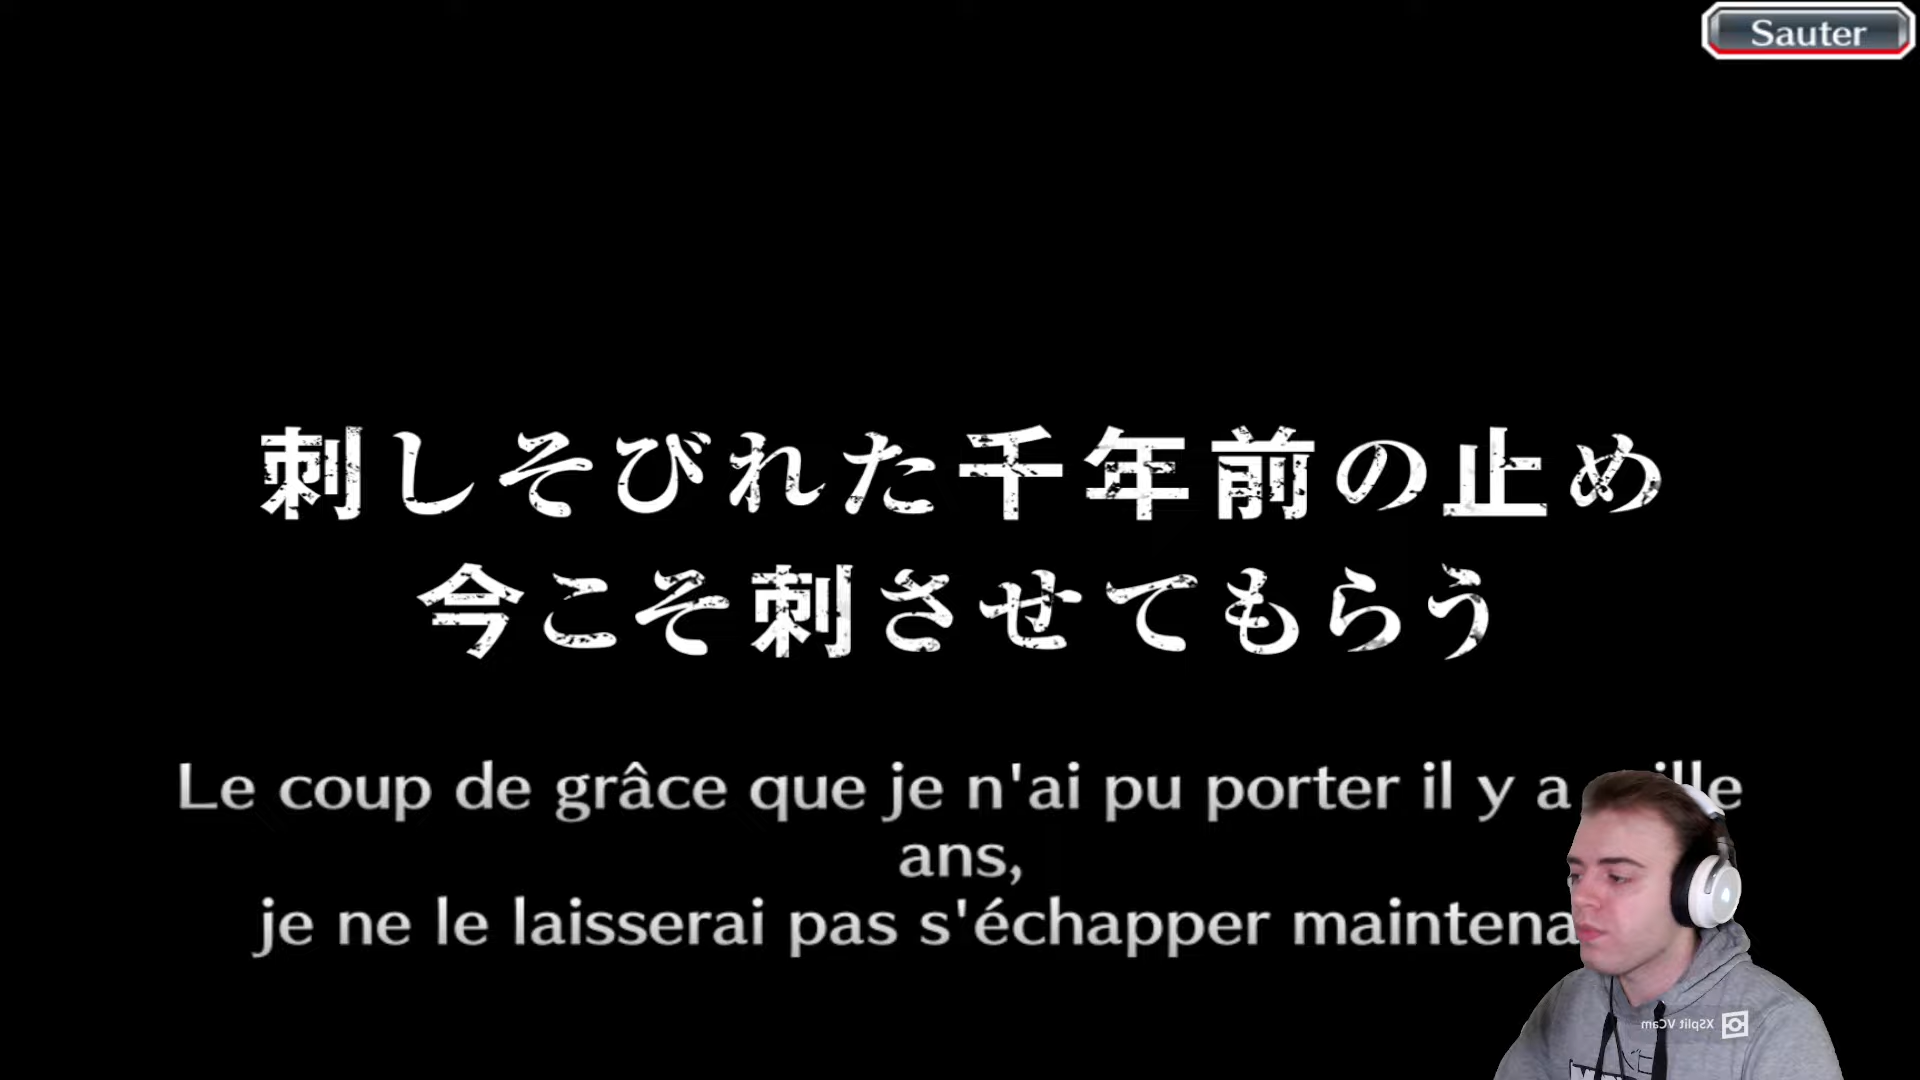 Sauter
刺しそびれた千年前の止め
今こそ刺させてもらう
Le coup de grâce que je n'ai pu porter il y a
ans,
je ne le laisserai pas s'échapper
XSplit VCam